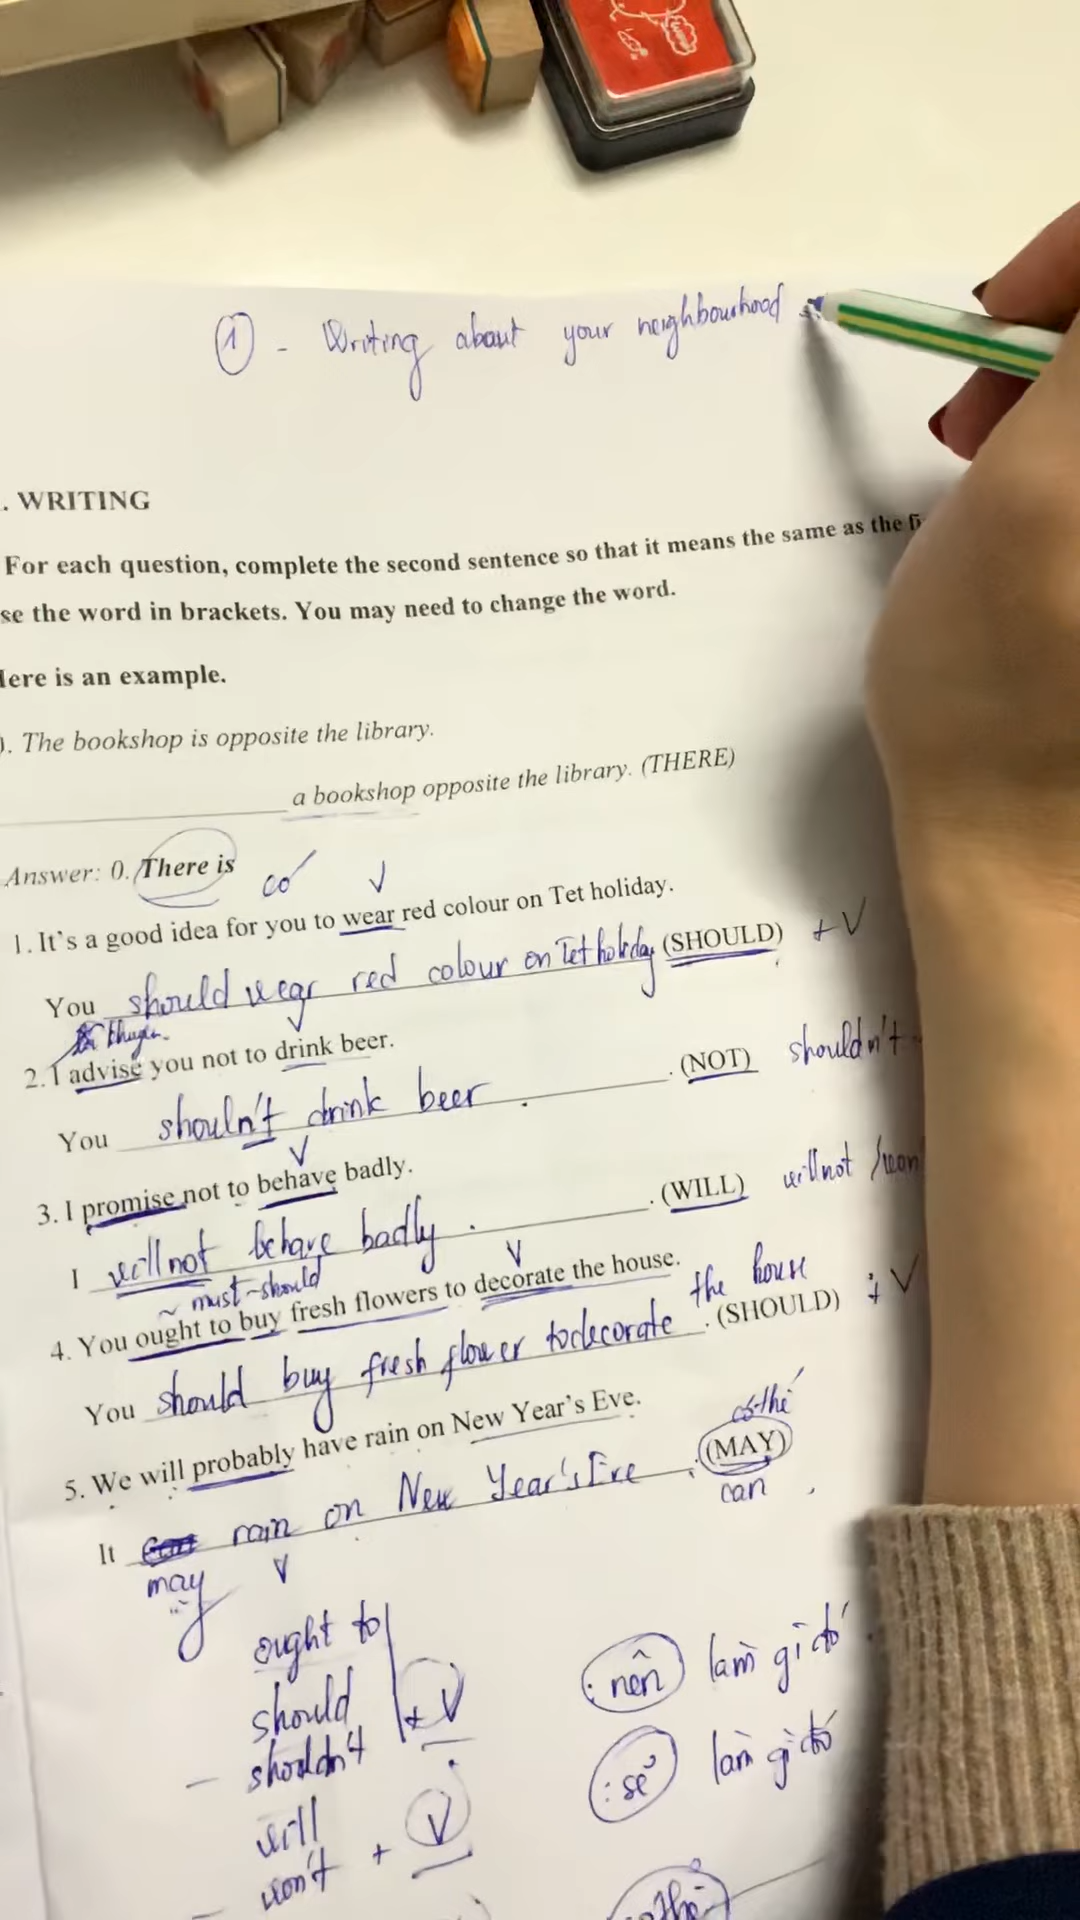 ① - Writing about your neighbourhood
. WRITING
For each question, complete the second sentence so that it means the same as the fi
se the word in brackets. You may need to change the word.
Here is an example.
). The bookshop is opposite the library.
a bookshop opposite the library. (THERE)
Answer: 0. There is
có V
1. It's a good idea for you to wear red colour on Tet holiday.
You should wear red colour on Tet holiday (SHOULD) + V
khuyên V
2. I advise you not to drink beer.
You shouln't drink beer . . (NOT) shouldn't
V
3. I promise not to behave badly.
I will not behave badly . . (WILL) will not /
~ must ~ should V
4. You ought to buy fresh flowers to decorate the house.
You should buy fresh flower to decorate the house . (SHOULD) + V
5. We will probably have rain on New Year's Eve.
có thể
It may rain on New Year's Eve . (MAY)
V can
ought to
should + V : nên làm gì đó
- shouldn't
will : sẽ làm gì đó
- won't + V